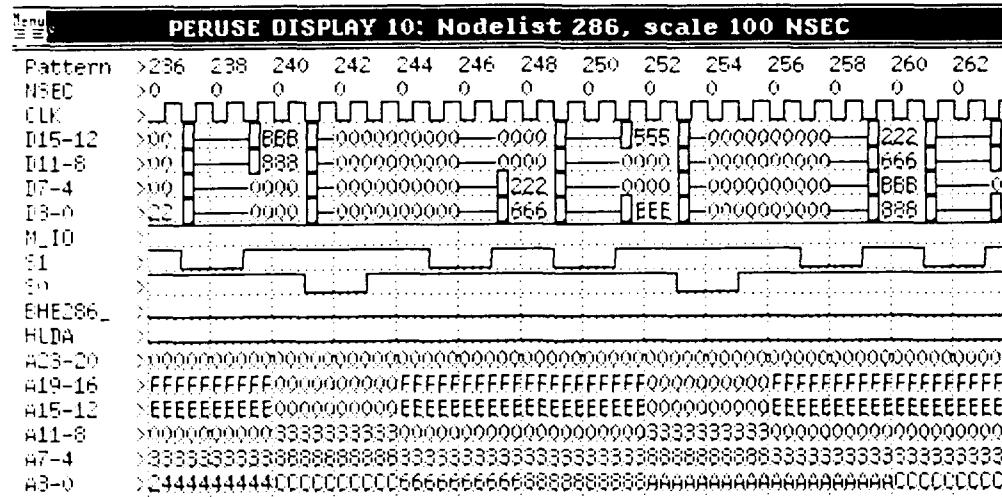 Menu
PERUSE DISPLAY 10: Nodelist 286, scale 100 NSEC
Pattern >236 238 240 242 244 246 248 250 252 254 256 258 260 262
NSEC >0 0 0 0 0 0 0 0 0 0 0 0 0 0
CLK
D15-12 >00 BBB 0000000000 0000 555 0000000000 222
D11-8 >00 888 0000000000 0000 0000 0000000000 666
D7-4 >00 0000 0000000000 222 0000 0000000000 BBB 0
D3-0 >22 0000 0000000000 666 EEE 0000000000 888
M_IO >
S1 >
S0 >
BHE286_ >
HLDA >
A23-20
A19-16 >FFFFFFFFFF0000000000FFFFFFFFFFFFFFFFFFFF0000000000FFFFFFFFFFFFFFFFFFF
A15-12 >EEEEEEEEEE0000000000EEEEEEEEEEEEEEEEEEEE0000000000EEEEEEEEEEEEEEEEEEE
A11-8
A7-4
A3-0